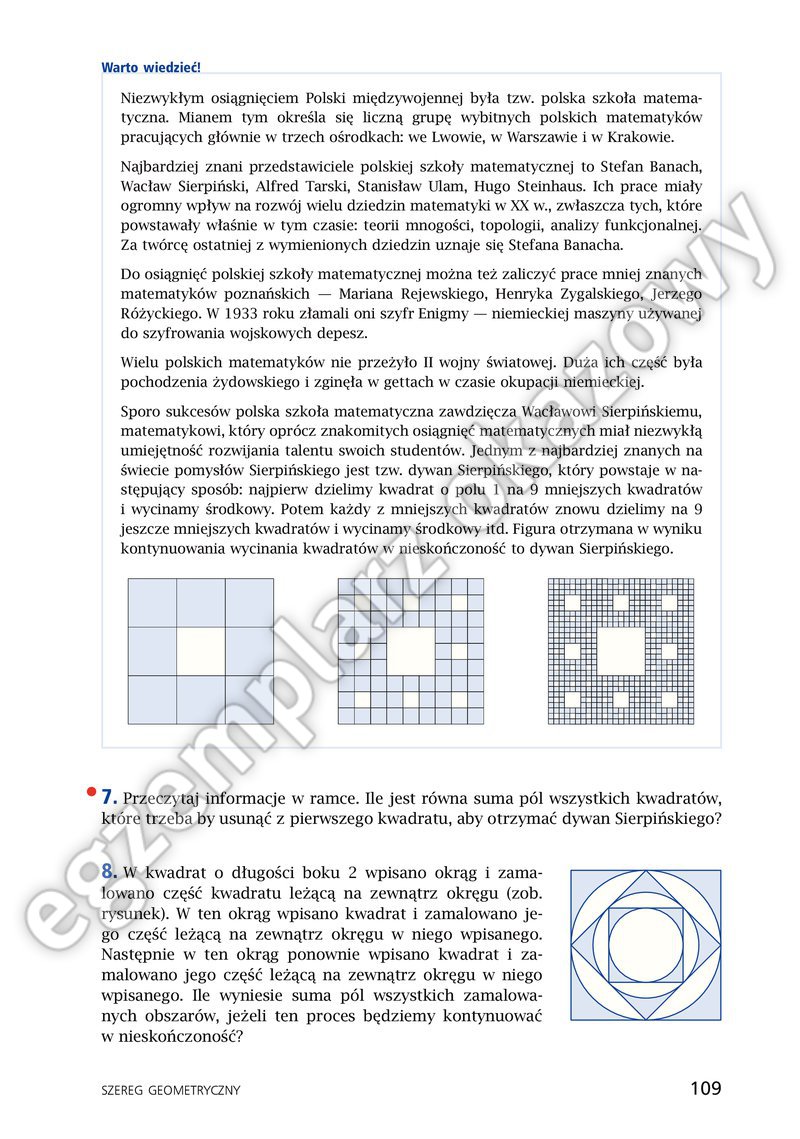 Warto wiedzieć!
Niezwykłym osiągnięciem Polski międzywojennej była tzw. polska szkoła matema-
tyczna. Mianem tym określa się liczną grupę wybitnych polskich matematyków
pracujących głównie w trzech ośrodkach: we Lwowie, w Warszawie i w Krakowie.
Najbardziej znani przedstawiciele polskiej szkoły matematycznej to Stefan Banach,
Wacław Sierpiński, Alfred Tarski, Stanisław Ulam, Hugo Steinhaus. Ich prace miały
ogromny wpływ na rozwój wielu dziedzin matematyki w XX w., zwłaszcza tych, które
powstawały właśnie w tym czasie: teorii mnogości, topologii, analizy funkcjonalnej.
Za twórcę ostatniej z wymienionych dziedzin uznaje się Stefana Banacha.
Do osiągnięć polskiej szkoły matematycznej można też zaliczyć prace mniej znanych
matematyków poznańskich — Mariana Rejewskiego, Henryka Zygalskiego, Jerzego
Różyckiego. W 1933 roku złamali oni szyfr Enigmy — niemieckiej maszyny używanej
do szyfrowania wojskowych depesz.
Wielu polskich matematyków nie przeżyło II wojny światowej. Duża ich część była
pochodzenia żydowskiego i zginęła w gettach w czasie okupacji niemieckiej.
Sporo sukcesów polska szkoła matematyczna zawdzięcza Wacławowi Sierpińskiemu,
matematykowi, który oprócz znakomitych osiągnięć matematycznych miał niezwykłą
umiejętność rozwijania talentu swoich studentów. Jednym z najbardziej znanych na
świecie pomysłów Sierpińskiego jest tzw. dywan Sierpińskiego, który powstaje w na-
stępujący sposób: najpierw dzielimy kwadrat o polu 1 na 9 mniejszych kwadratów
i wycinamy środkowy. Potem każdy z mniejszych kwadratów znowu dzielimy na 9
jeszcze mniejszych kwadratów i wycinamy środkowy itd. Figura otrzymana w wyniku
kontynuowania wycinania kwadratów w nieskończoność to dywan Sierpińskiego.
7. Przeczytaj informacje w ramce. Ile jest równa suma pól wszystkich kwadratów,
które trzeba by usunąć z pierwszego kwadratu, aby otrzymać dywan Sierpińskiego?
8. W kwadrat o długości boku 2 wpisano okrąg i zama-
lowano część kwadratu leżącą na zewnątrz okręgu (zob.
rysunek). W ten okrąg wpisano kwadrat i zamalowano je-
go część leżącą na zewnątrz okręgu w niego wpisanego.
Następnie w ten okrąg ponownie wpisano kwadrat i za-
malowano jego część leżącą na zewnątrz okręgu w niego
wpisanego. Ile wyniesie suma pól wszystkich zamalowa-
nych obszarów, jeżeli ten proces będziemy kontynuować
w nieskończoność?
SZEREG GEOMETRYCZNY
109
egzemplarz okazowy